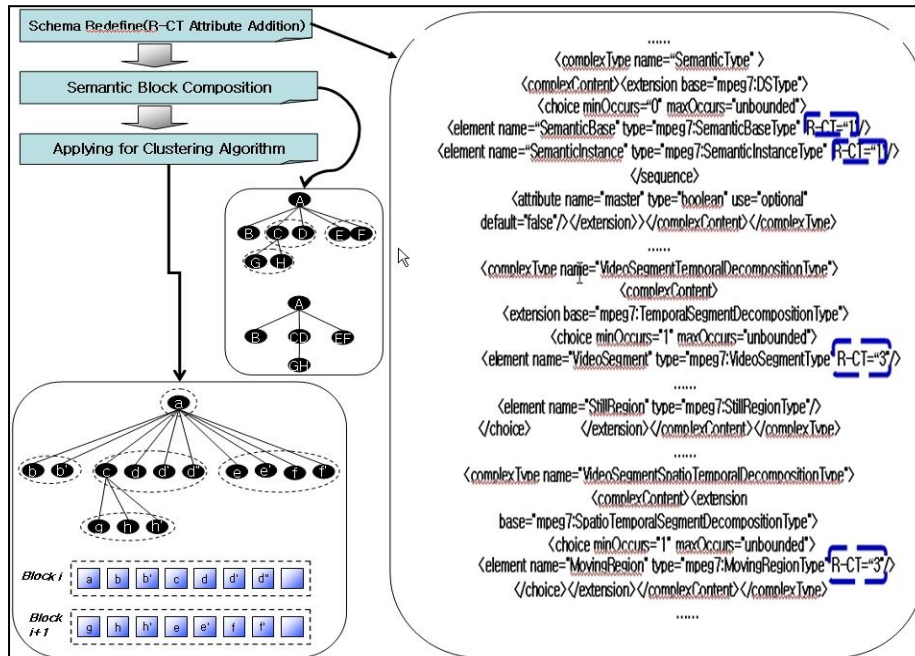 Schema Redefine(R-CT Attribute Addition)
Semantic Block Composition
Applying for Clustering Algorithm
A
B C D E F
G H
A
B CD EF
GH
a
b b' c d d' d" e e' f f'
g h h'
Block i a b b' c d d' d"
Block
i+1 g h h' e e' f f'
......
<complexType name="SemanticType" >
<complexContent><extension base="mpeg7:DSType>
<choice minOccurs="0" maxOccurs="unbounded>
<element name="SemanticBase" type="mpeg7:SemanticBaseType" R-CT="1"/>
<element name="SemanticInstance" type="mpeg7:SemanticInstanceType" R-CT="1"/>
</sequence>
<attribute name="master" type="boolean" use="optional"
default="false"/></extension>></complexContent></complexType>
......
<complexType name="VideoSegmentTemporalDecompositionType">
<complexContent>
<extension base="mpeg7:TemporalSegmentDecompositionType">
<choice minOccurs="1" maxOccurs="unbounded">
<element name="VideoSegment" type="mpeg7:VideoSegmentType" R-CT="3"/>
......
<element name="StillRegion" type="mpeg7:StillRegionType"/>
</choice> </extension></complexContent></complexType>
......
<complexType name="VideoSegmentSpatioTemporalDecompositionType">
<complexContent><extension
base="mpeg7:SpatioTemporalSegmentDecompositionType">
<choice minOccurs="1" maxOccurs="unbounded">
<element name="MovingRegion" type="mpeg7:MovingRegionType" R-CT="3"/>
</choice></extension></complexContent></complexType>
......